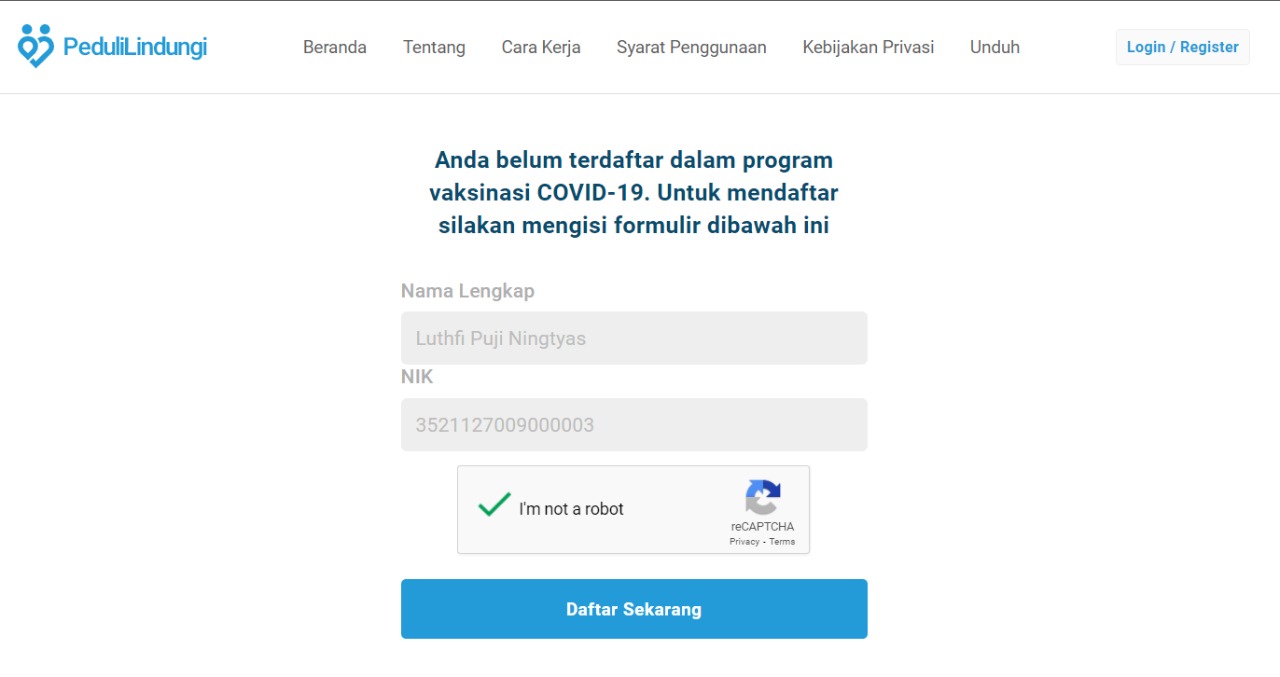 PeduliLindungi
Beranda Tentang Cara Kerja Syarat Penggunaan Kebijakan Privasi Unduh Login / Register
Anda belum terdaftar dalam program
vaksinasi COVID-19. Untuk mendaftar
silakan mengisi formulir dibawah ini
Nama Lengkap
Luthfi Puji Ningtyas
NIK
3521127009000003
I'm not a robot
reCAPTCHA
Privacy - Terms
Daftar Sekarang